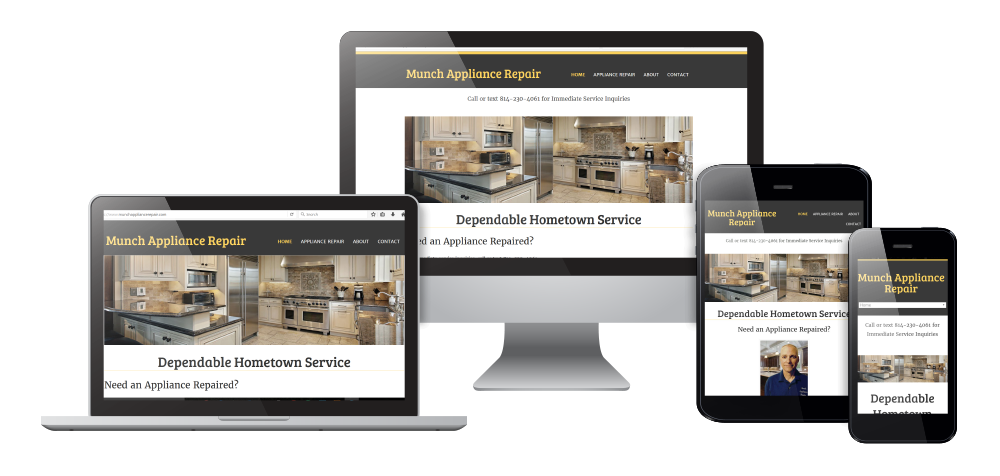 Munch Appliance Repair
HOME APPLIANCE REPAIR ABOUT CONTACT
Call or text 814-230-4061 for Immediate Service Inquiries
Dependable Hometown Service
ed an Appliance Repaired?
munchappliancerepair.com
Search
Munch Appliance Repair
HOME APPLIANCE REPAIR ABOUT CONTACT
Dependable Hometown Service
Need an Appliance Repaired?
Munch Appliance
Repair
HOME APPLIANCE REPAIR ABOUT
CONTACT
Call or text 814-230-4061 for Immediate Service Inquiries
Dependable Hometown Service
Need an Appliance Repaired?
Munch Appliance
Repair
Home
Call or text 814-230-4061 for
Immediate Service Inquiries
Dependable
Hometown